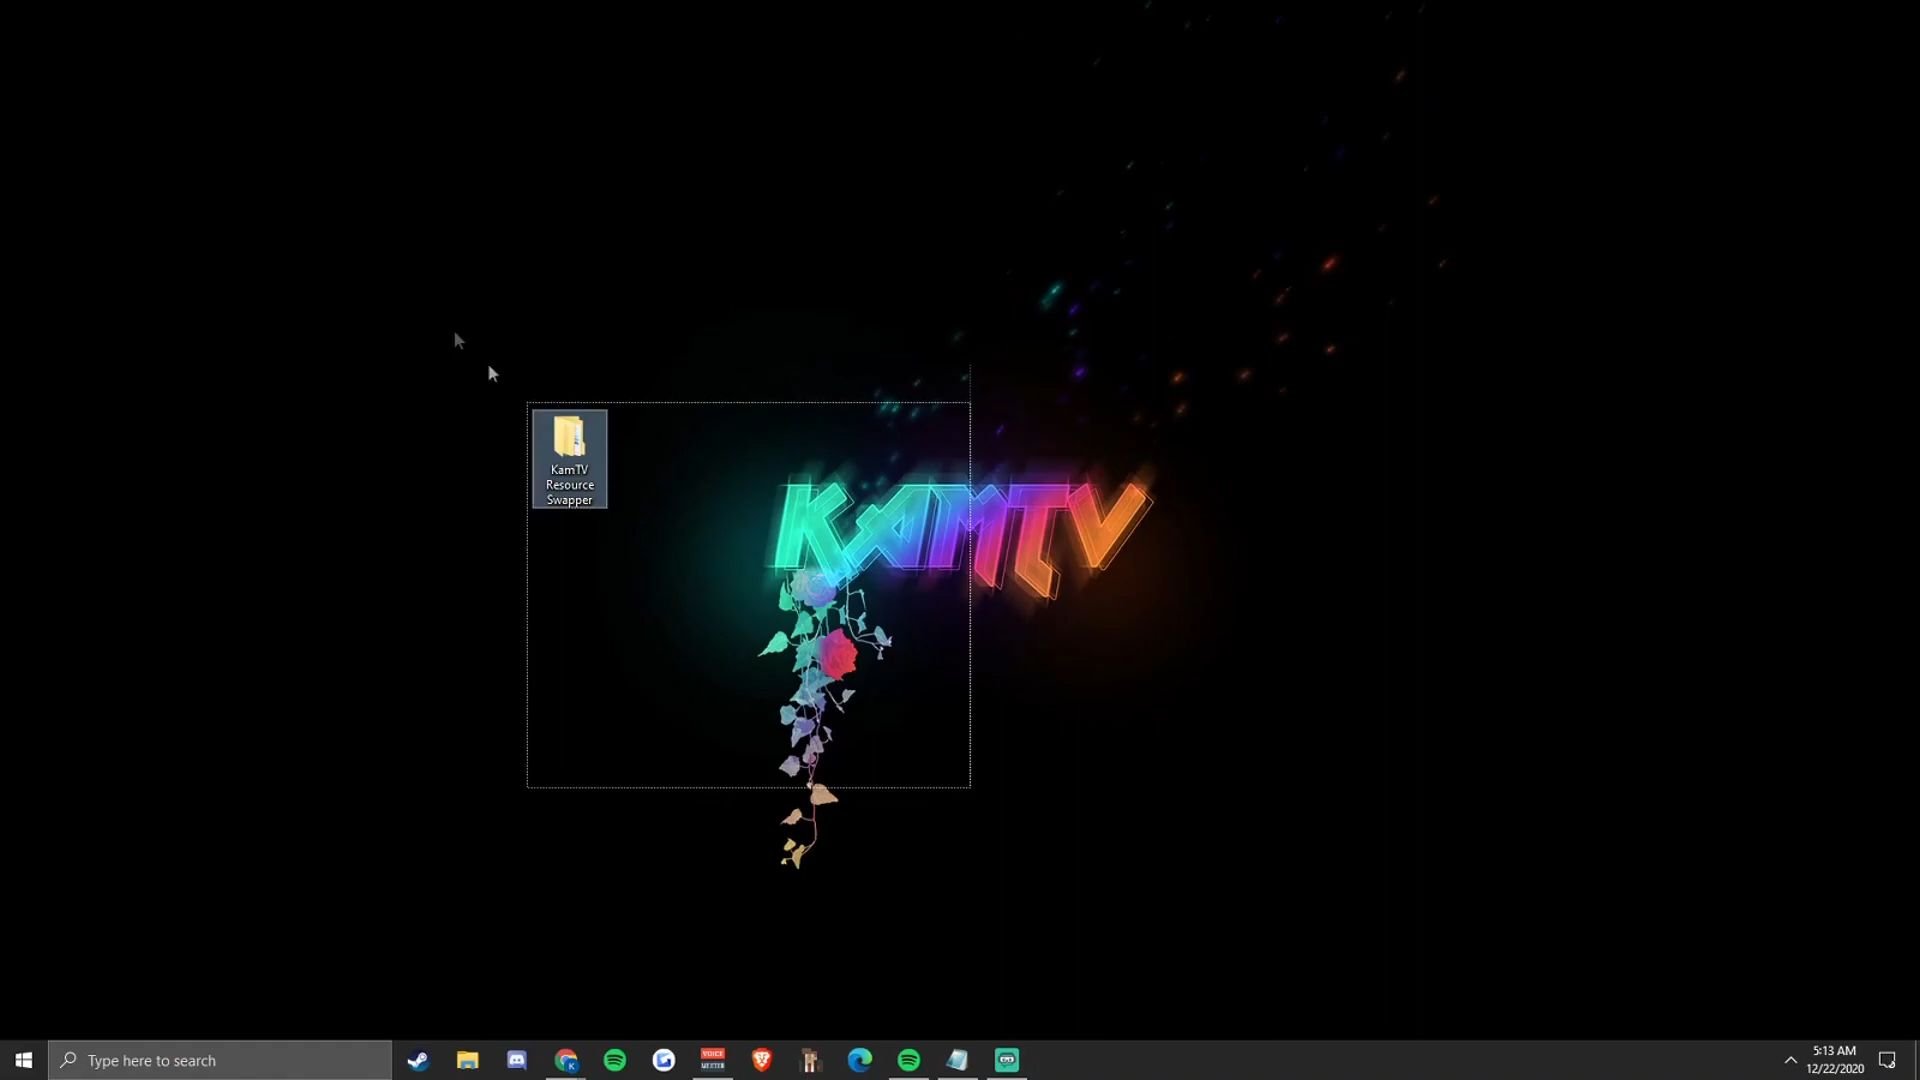 KamTV
Resource
Swapper
KAMTV
Type here to search
VOICE
MEETER
5:13 AM
12/22/2020